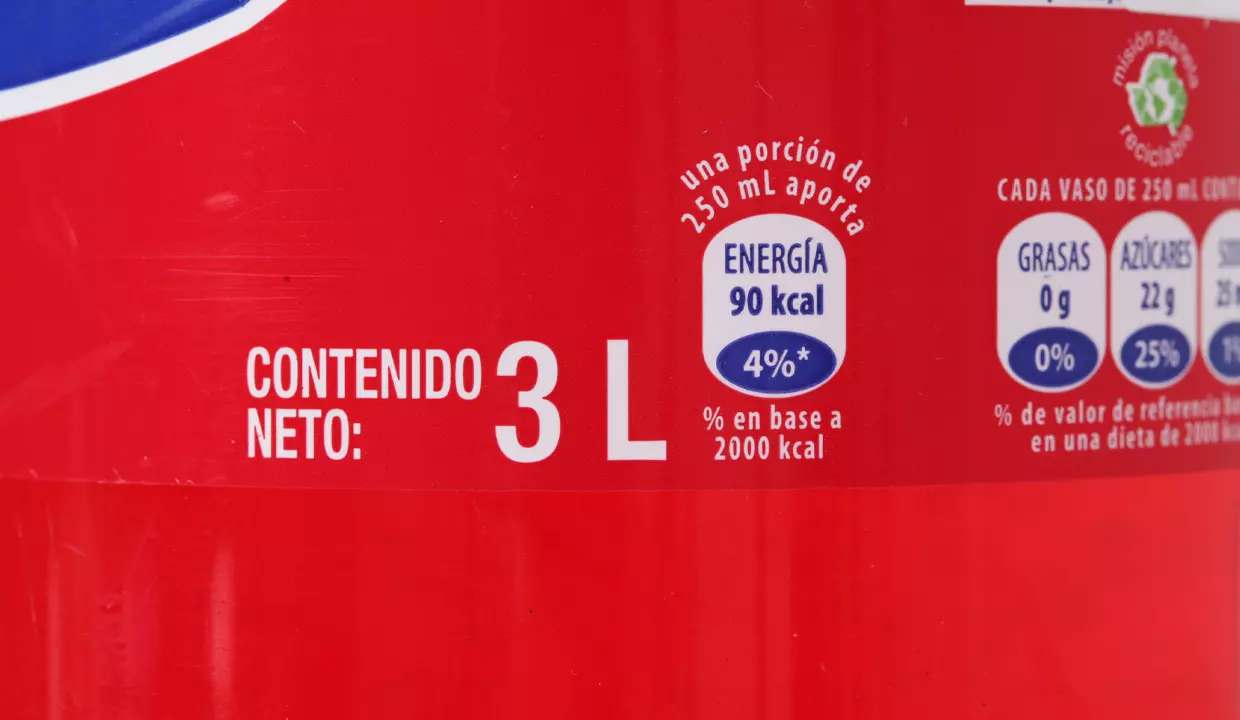 CONTENIDO
NETO:
3 L
una porción de
250 mL aporta
ENERGÍA
90 kcal
4%*
% en base a
2000 kcal
misión planeta
reciclable
CADA VASO DE 250 mL
GRASAS
0 g
0%
AZÚCARES
22 g
25%
% de valor de referencia
en una dieta de 2000